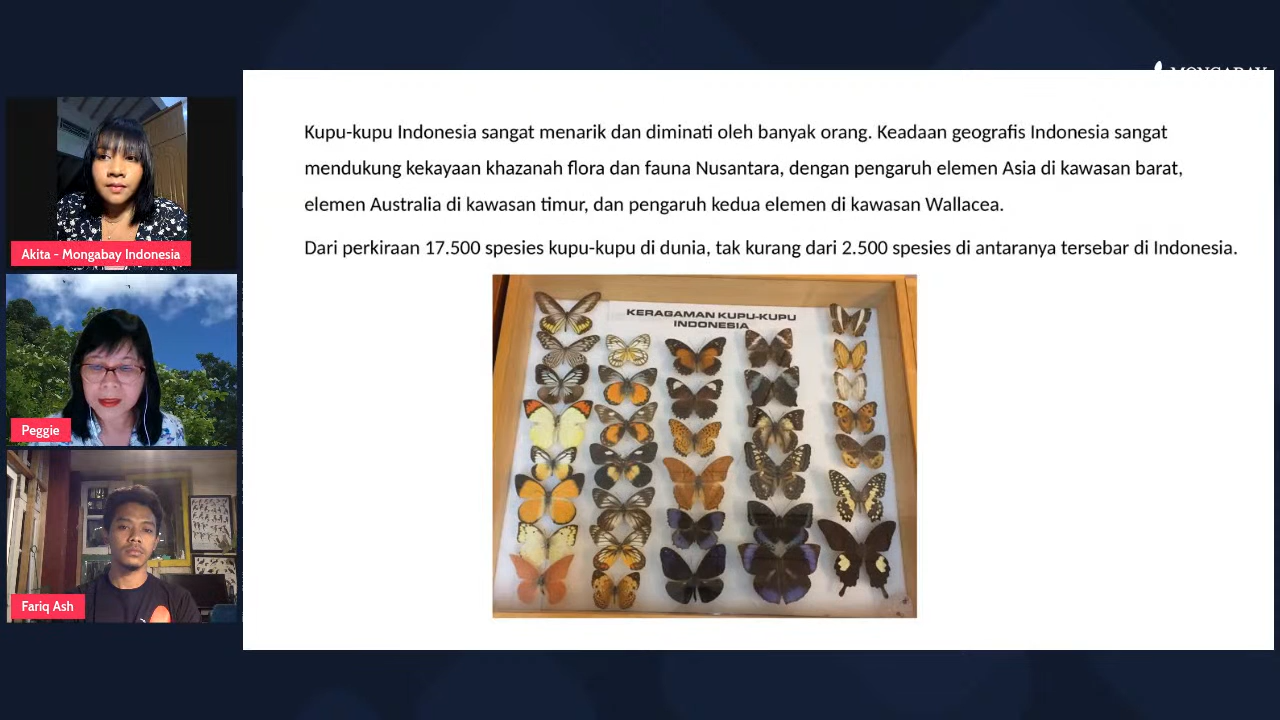 MONGABAY
Kupu-kupu Indonesia sangat menarik dan diminati oleh banyak orang. Keadaan geografis Indonesia sangat
mendukung kekayaan khazanah flora dan fauna Nusantara, dengan pengaruh elemen Asia di kawasan barat,
elemen Australia di kawasan timur, dan pengaruh kedua elemen di kawasan Wallacea.
Dari perkiraan 17.500 spesies kupu-kupu di dunia, tak kurang dari 2.500 spesies di antaranya tersebar di Indonesia.
KERAGAMAN KUPU-KUPU
INDONESIA
Akita - Mongabay Indonesia
Peggie
Fariq Ash